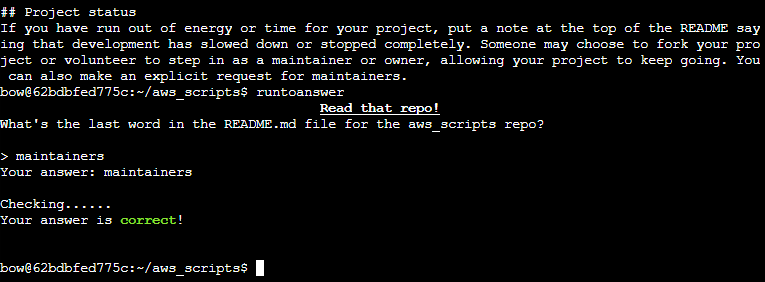 ## Project status
If you have run out of energy or time for your project, put a note at the top of the README say
ing that development has slowed down or stopped completely. Someone may choose to fork your pro
ject or volunteer to step in as a maintainer or owner, allowing your project to keep going. You
 can also make an explicit request for maintainers.
bow@62bdbfed775c:~/aws_scripts$ runtoanswer
Read that repo!
What's the last word in the README.md file for the aws_scripts repo?
> maintainers
Your answer: maintainers
Checking......
Your answer is correct!
bow@62bdbfed775c:~/aws_scripts$